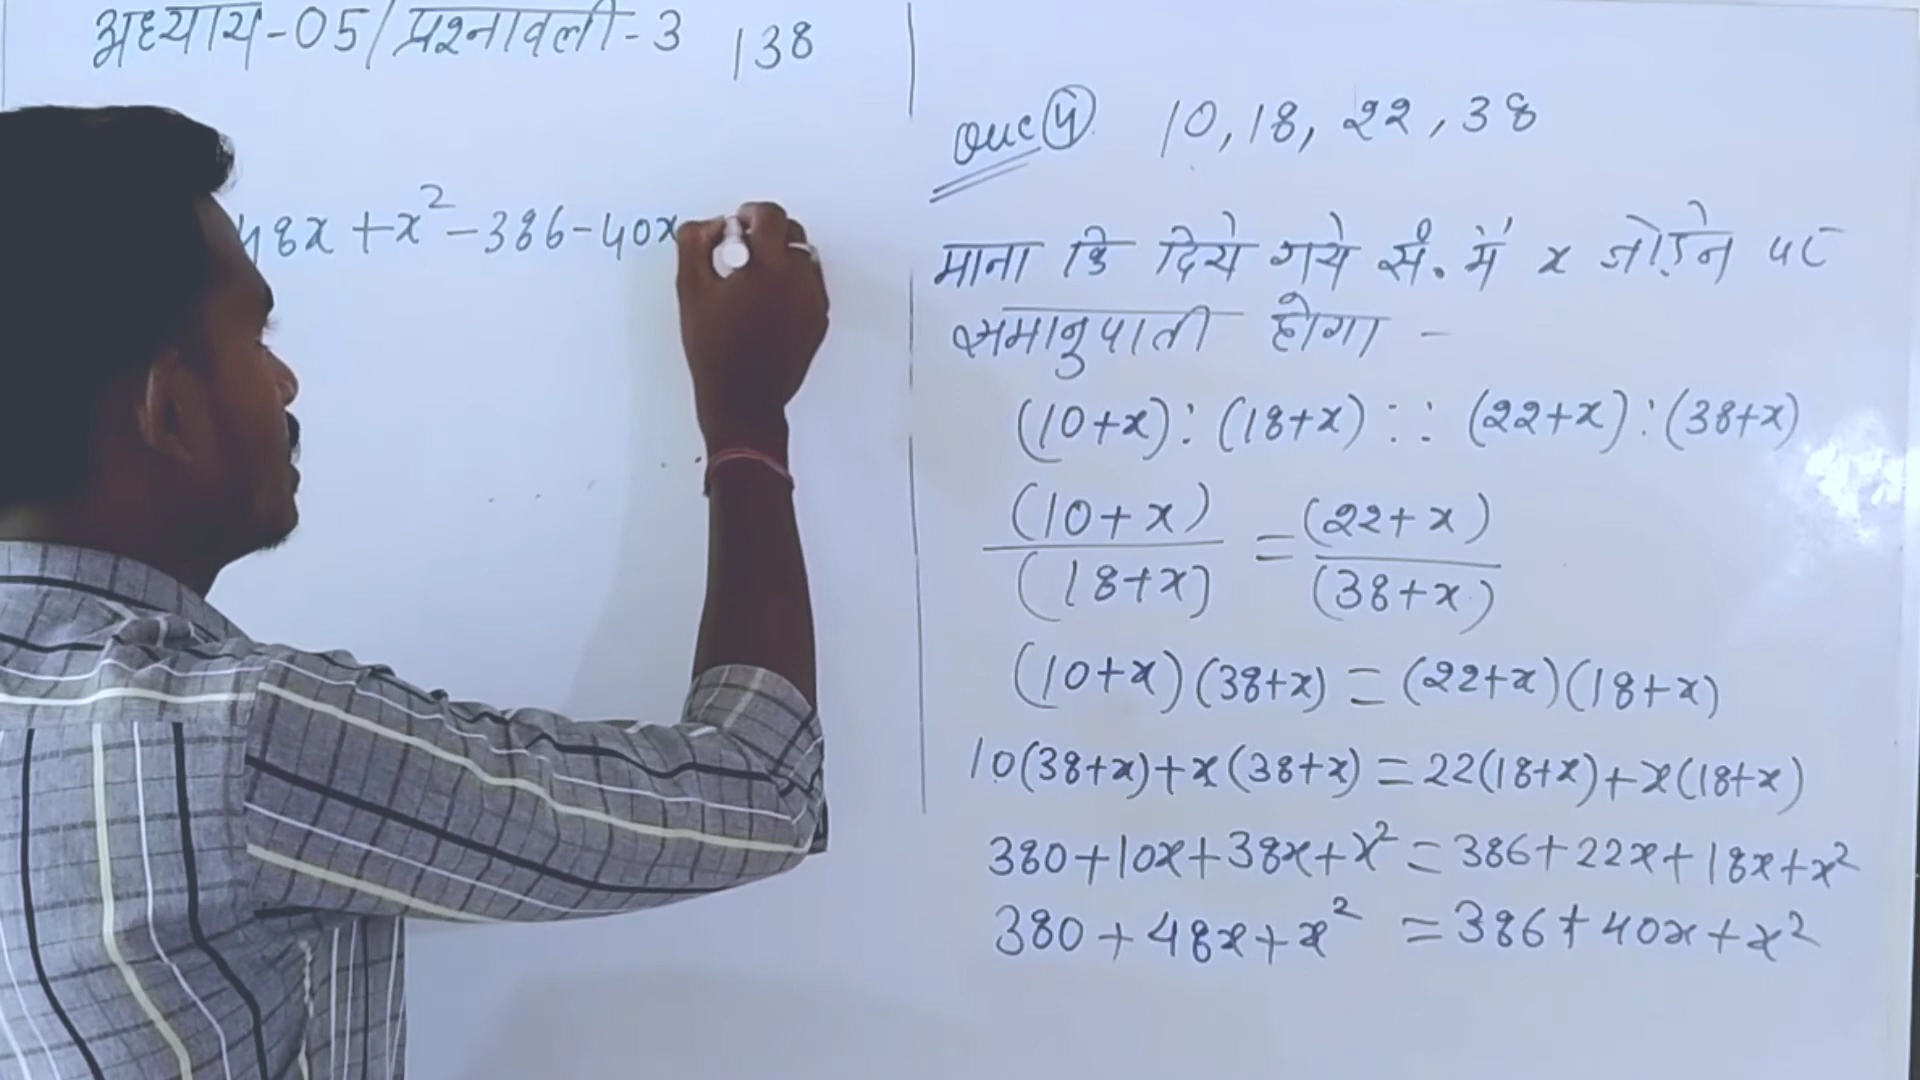 अध्याय-05/प्रश्नावली-3 138
48x+x²-386-40x
Que④ 10,18, 22,38
माना कि दिये गये सं. में x जोड़ने पर
समानुपाती होगा -
(10+x):(18+x)::(22+x):(38+x)
(10+x)/(18+x) = (22+x)/(38+x)
(10+x)(38+x)=(22+x)(18+x)
10(38+x)+x(38+x)=22(18+x)+x(18+x)
380+10x+38x+x²=386+22x+18x+x²
380+48x+x²=386+40x+x²